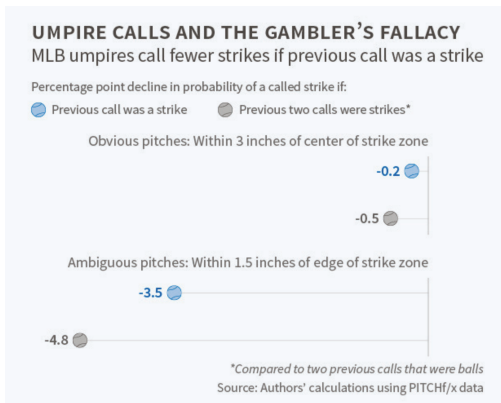 UMPIRE CALLS AND THE GAMBLER'S FALLACY
MLB umpires call fewer strikes if previous call was a strike
Percentage point decline in probability of a called strike if:
Previous call was a strike Previous two calls were strikes*
Obvious pitches: Within 3 inches of center of strike zone
-0.2
-0.5
Ambiguous pitches: Within 1.5 inches of edge of strike zone
-3.5
-4.8
*Compared to two previous calls that were balls
Source: Authors' calculations using PITCHf/x data